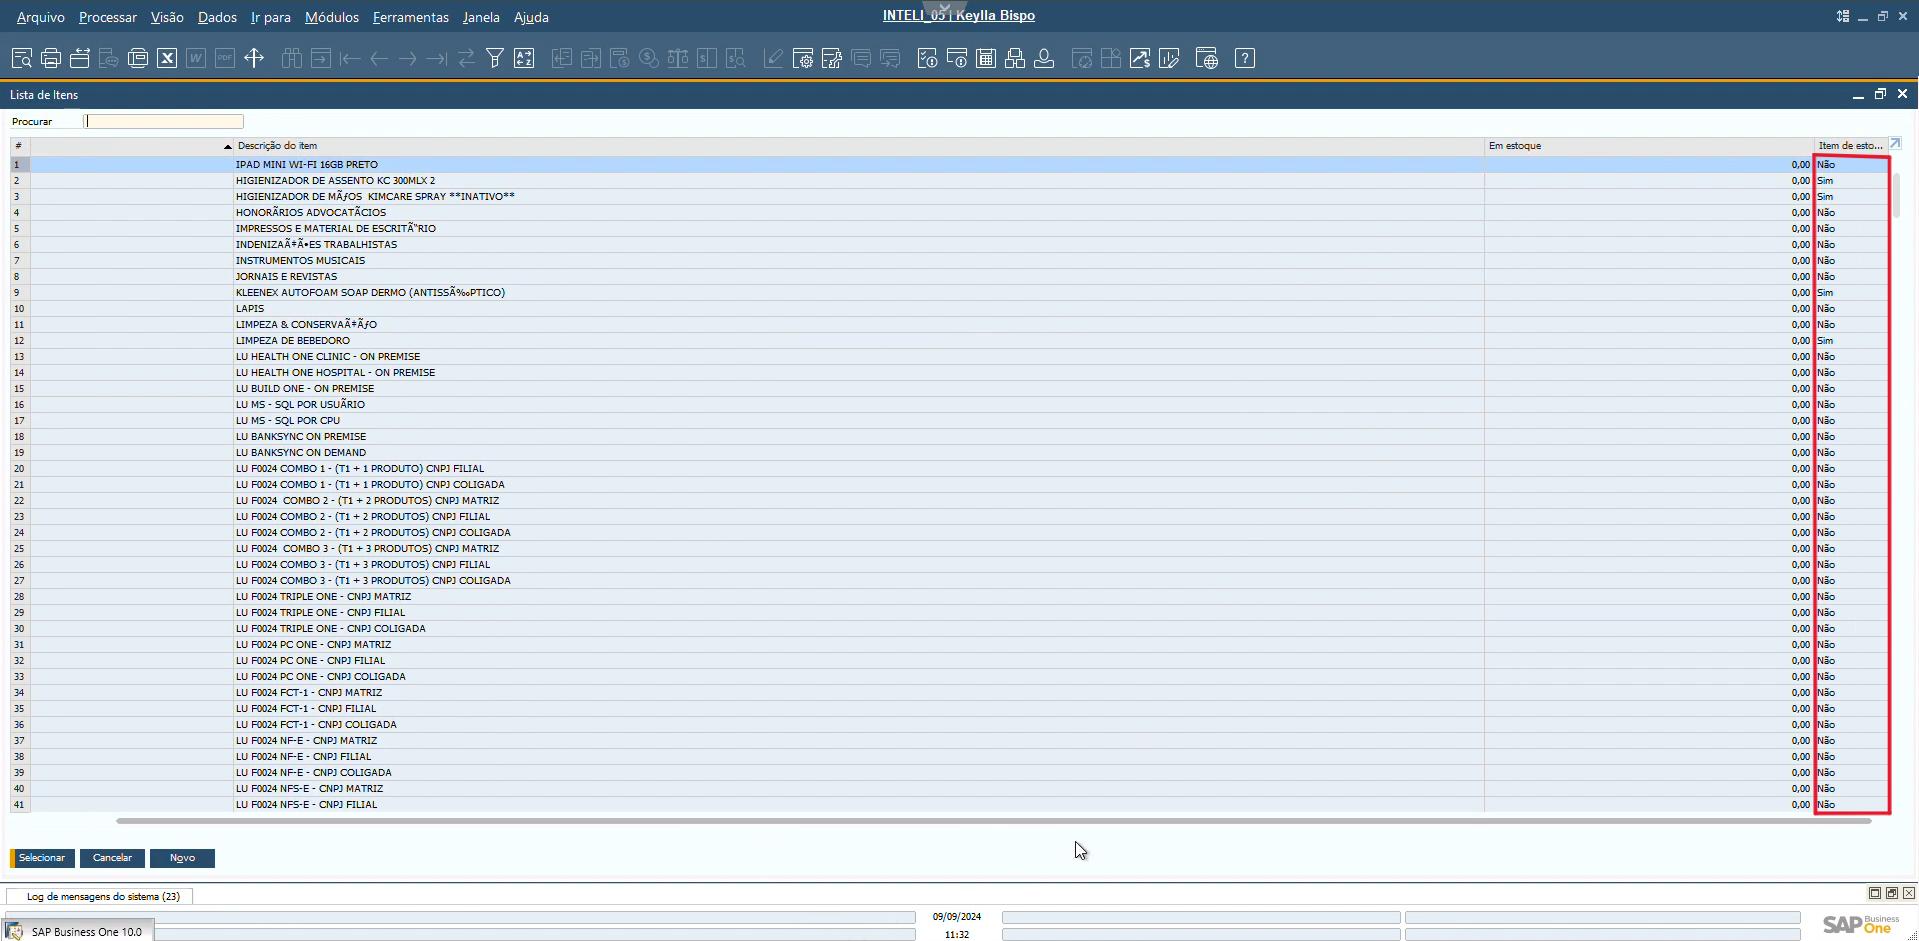 Arquivo Processar Visão Dados Ir para Módulos Ferramentas Janela Ajuda
INTELI_05 | Keylla Bispo
Lista de Itens
Procurar
# Descrição do item Em estoque Item de esto...
1 IPAD MINI WI-FI 16GB PRETO 0,00 Não
2 HIGIENIZADOR DE ASSENTO KC 300MLX 2 0,00 Sim
3 HIGIENIZADOR DE MÃƒOS KIMCARE SPRAY **INATIVO** 0,00 Sim
4 HONORÃRIOS ADVOCATÃCIOS 0,00 Não
5 IMPRESSOS E MATERIAL DE ESCRITÃ“RIO 0,00 Não
6 INDENIZAÃ‡Ã•ES TRABALHISTAS 0,00 Não
7 INSTRUMENTOS MUSICAIS 0,00 Não
8 JORNAIS E REVISTAS 0,00 Não
9 KLEENEX AUTOFOAM SOAP DERMO (ANTISSÃ‰PTICO) 0,00 Sim
10 LAPIS 0,00 Não
11 LIMPEZA & CONSERVAÃ‡ÃƒO 0,00 Não
12 LIMPEZA DE BEBEDORO 0,00 Sim
13 LU HEALTH ONE CLINIC - ON PREMISE 0,00 Não
14 LU HEALTH ONE HOSPITAL - ON PREMISE 0,00 Não
15 LU BUILD ONE - ON PREMISE 0,00 Não
16 LU MS - SQL POR USUÃRIO 0,00 Não
17 LU MS - SQL POR CPU 0,00 Não
18 LU BANKSYNC ON PREMISE 0,00 Não
19 LU BANKSYNC ON DEMAND 0,00 Não
20 LU F0024 COMBO 1 - (T1 + 1 PRODUTO) CNPJ FILIAL 0,00 Não
21 LU F0024 COMBO 1 - (T1 + 1 PRODUTO) CNPJ COLIGADA 0,00 Não
22 LU F0024 COMBO 2 - (T1 + 2 PRODUTOS) CNPJ MATRIZ 0,00 Não
23 LU F0024 COMBO 2 - (T1 + 2 PRODUTOS) CNPJ FILIAL 0,00 Não
24 LU F0024 COMBO 2 - (T1 + 2 PRODUTOS) CNPJ COLIGADA 0,00 Não
25 LU F0024 COMBO 3 - (T1 + 3 PRODUTOS) CNPJ MATRIZ 0,00 Não
26 LU F0024 COMBO 3 - (T1 + 3 PRODUTOS) CNPJ FILIAL 0,00 Não
27 LU F0024 COMBO 3 - (T1 + 3 PRODUTOS) CNPJ COLIGADA 0,00 Não
28 LU F0024 TRIPLE ONE - CNPJ MATRIZ 0,00 Não
29 LU F0024 TRIPLE ONE - CNPJ FILIAL 0,00 Não
30 LU F0024 TRIPLE ONE - CNPJ COLIGADA 0,00 Não
31 LU F0024 PC ONE - CNPJ MATRIZ 0,00 Não
32 LU F0024 PC ONE - CNPJ FILIAL 0,00 Não
33 LU F0024 PC ONE - CNPJ COLIGADA 0,00 Não
34 LU F0024 FCT-1 - CNPJ MATRIZ 0,00 Não
35 LU F0024 FCT-1 - CNPJ FILIAL 0,00 Não
36 LU F0024 FCT-1 - CNPJ COLIGADA 0,00 Não
37 LU F0024 NF-E - CNPJ MATRIZ 0,00 Não
38 LU F0024 NF-E - CNPJ FILIAL 0,00 Não
39 LU F0024 NF-E - CNPJ COLIGADA 0,00 Não
40 LU F0024 NFS-E - CNPJ MATRIZ 0,00 Não
41 LU F0024 NFS-E - CNPJ FILIAL 0,00 Não
Selecionar Cancelar Novo
Log de mensagens do sistema (23)
09/09/2024
11:32
SAP Business One 10.0
SAP Business One